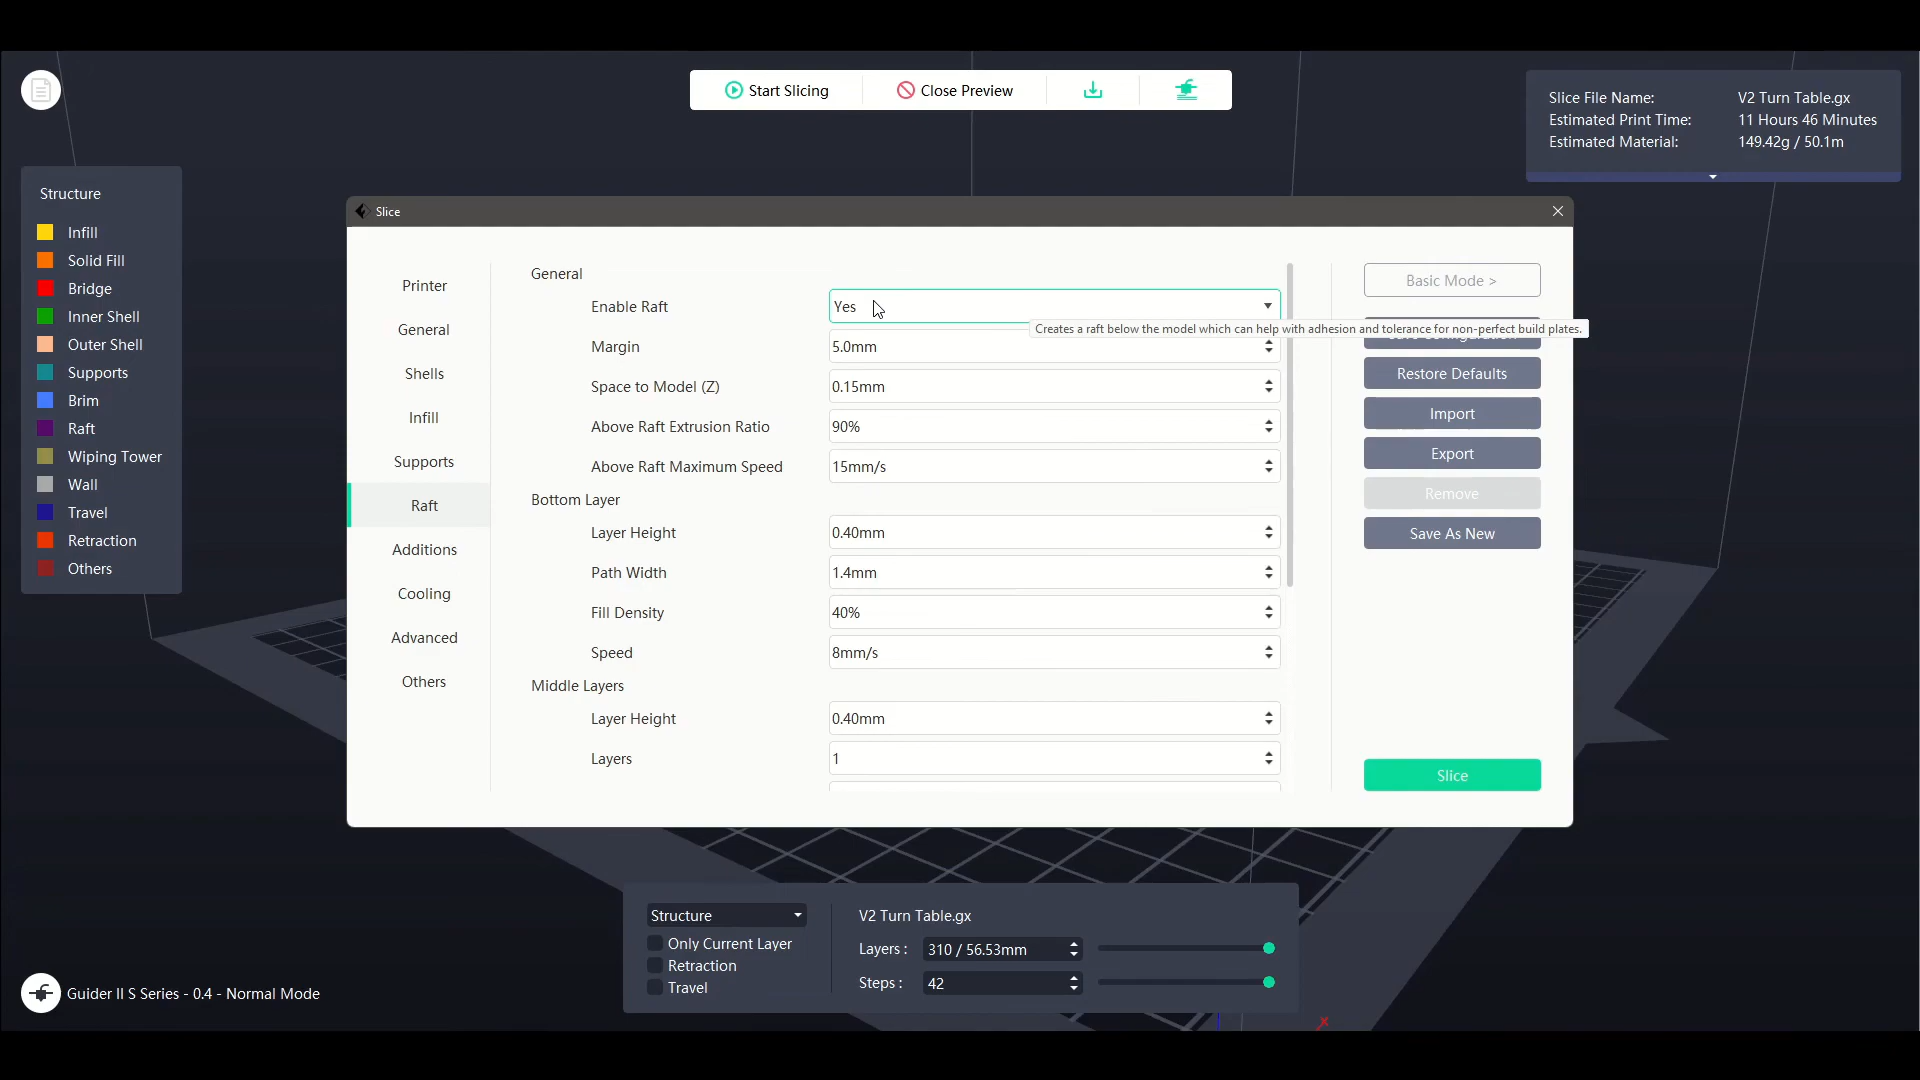 Start Slicing
Close Preview
Slice File Name: V2 Turn Table.gx
Estimated Print Time: 11 Hours 46 Minutes
Estimated Material: 149.42g / 50.1m
Structure
Infill
Solid Fill
Bridge
Inner Shell
Outer Shell
Supports
Brim
Raft
Wiping Tower
Wall
Travel
Retraction
Others
Slice
Printer
General
Shells
Infill
Supports
Raft
Additions
Cooling
Advanced
Others
General
Enable Raft Yes
Creates a raft below the model which can help with adhesion and tolerance for non-perfect build plates.
Margin 5.0mm
Space to Model (Z) 0.15mm
Above Raft Extrusion Ratio 90%
Above Raft Maximum Speed 15mm/s
Bottom Layer
Layer Height 0.40mm
Path Width 1.4mm
Fill Density 40%
Speed 8mm/s
Middle Layers
Layer Height 0.40mm
Layers 1
Basic Mode >
Restore Defaults
Import
Export
Remove
Save As New
Slice
Structure
Only Current Layer
Retraction
Travel
V2 Turn Table.gx
Layers : 310 / 56.53mm
Steps : 42
Guider II S Series - 0.4 - Normal Mode
X